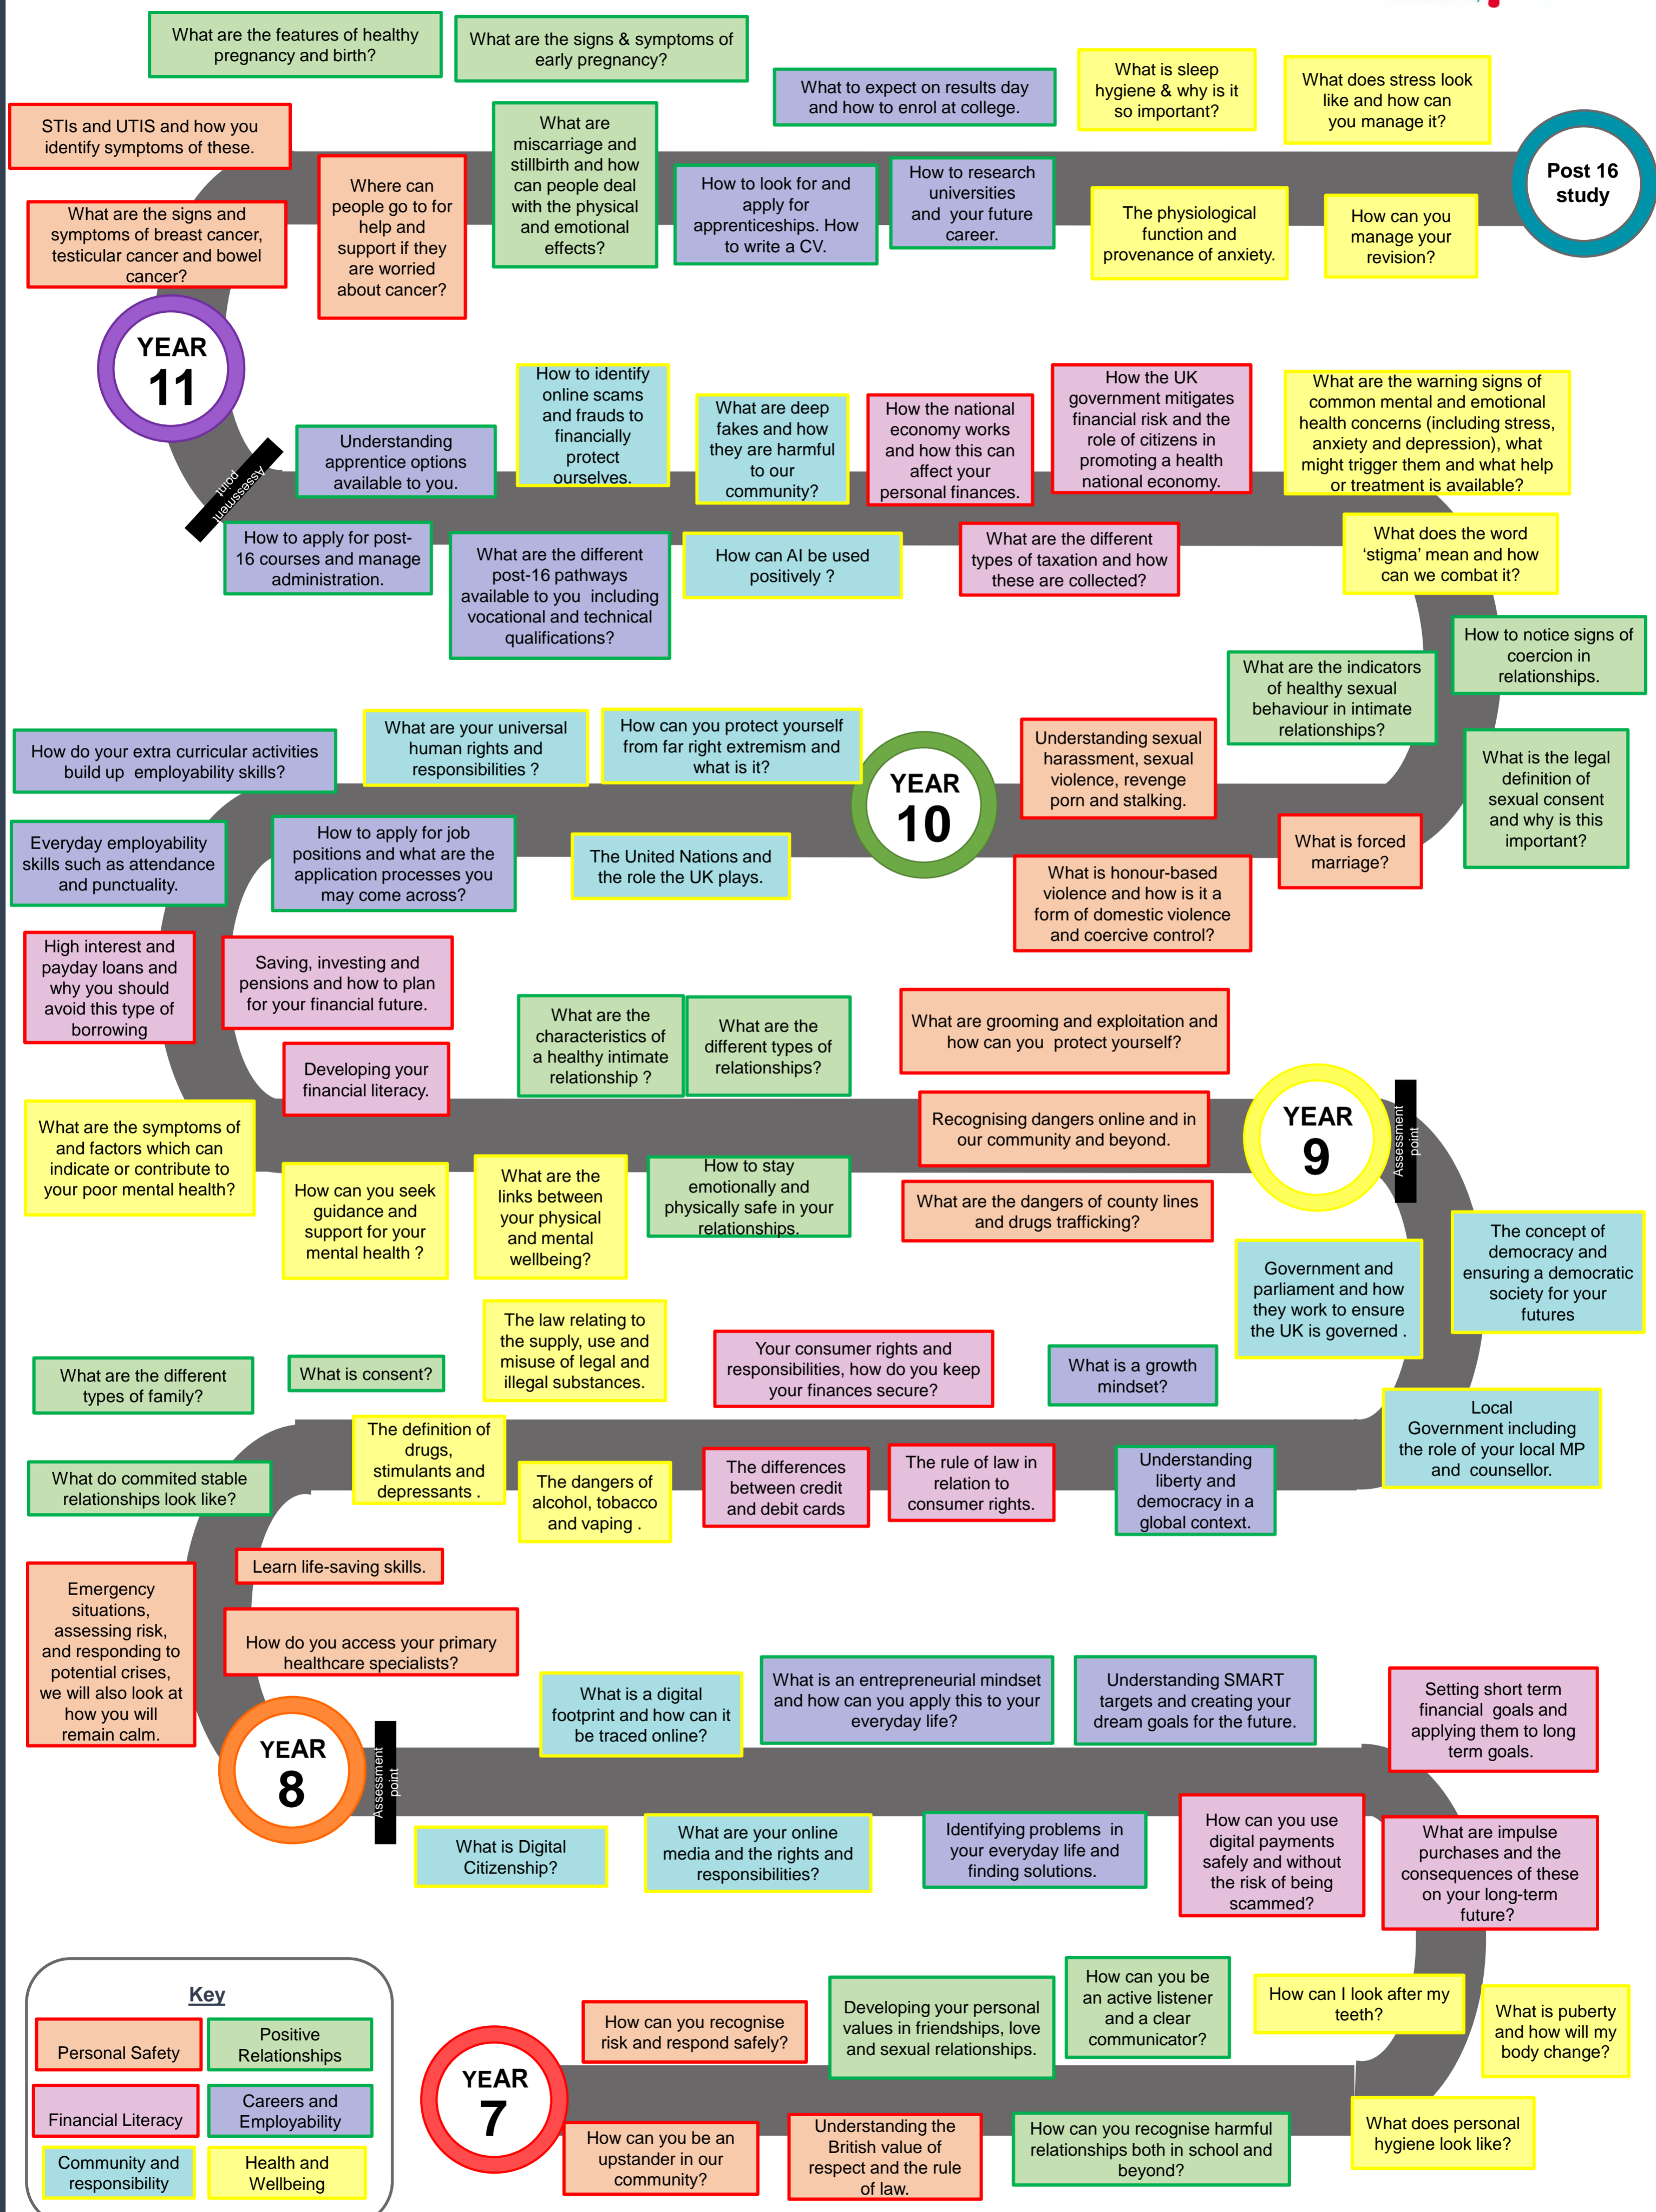 What are the features of healthy
pregnancy and birth?
What are the signs & symptoms of
early pregnancy?
What to expect on results day
and how to enrol at college.
What is sleep
hygiene & why is it
so important?
What does stress look
like and how can
you manage it?
STIs and UTIS and how you
identify symptoms of these.
What are the signs and
symptoms of breast cancer,
testicular cancer and bowel
cancer?
Where can
people go to for
help and
support if they
are worried
about cancer?
What are
miscarriage and
stillbirth and how
can people deal
with the physical
and emotional
effects?
How to look for and
apply for
apprenticeships. How
to write a CV.
How to research
universities
and your future
career.
The physiological
function and
provenance of anxiety.
How can you
manage your
revision?
Post 16
study
YEAR
11
Assessment
point
Understanding
apprentice options
available to you.
How to identify
online scams
and frauds to
financially
protect
ourselves.
What are deep
fakes and how
they are harmful
to our
community?
How the national
economy works
and how this can
affect your
personal finances.
How the UK
government mitigates
financial risk and the
role of citizens in
promoting a health
national economy.
What are the warning signs of
common mental and emotional
health concerns (including stress,
anxiety and depression), what
might trigger them and what help
or treatment is available?
How to apply for post-
16 courses and manage
administration.
What are the different
post-16 pathways
available to you including
vocational and technical
qualifications?
How can AI be used
positively ?
What are the different
types of taxation and how
these are collected?
What does the word
‘stigma’ mean and how
can we combat it?
How to notice signs of
coercion in
relationships.
What are the indicators
of healthy sexual
behaviour in intimate
relationships?
What is the legal
definition of
sexual consent
and why is this
important?
How do your extra curricular activities
build up employability skills?
What are your universal
human rights and
responsibilities ?
How can you protect yourself
from far right extremism and
what is it?
YEAR
10
Understanding sexual
harassment, sexual
violence, revenge
porn and stalking.
What is forced
marriage?
Everyday employability
skills such as attendance
and punctuality.
How to apply for job
positions and what are the
application processes you
may come across?
The United Nations and
the role the UK plays.
What is honour-based
violence and how is it a
form of domestic violence
and coercive control?
High interest and
payday loans and
why you should
avoid this type of
borrowing
Saving, investing and
pensions and how to plan
for your financial future.
Developing your
financial literacy.
What are the
characteristics of
a healthy intimate
relationship ?
What are the
different types of
relationships?
What are grooming and exploitation and
how can you protect yourself?
Recognising dangers online and in
our community and beyond.
YEAR
9
Assessment
point
What are the symptoms of
and factors which can
indicate or contribute to
your poor mental health?
How can you seek
guidance and
support for your
mental health ?
What are the
links between
your physical
and mental
wellbeing?
How to stay
emotionally and
physically safe in your
relationships.
What are the dangers of county lines
and drugs trafficking?
Government and
parliament and how
they work to ensure
the UK is governed .
The concept of
democracy and
ensuring a democratic
society for your
futures
What are the different
types of family?
What is consent?
The law relating to
the supply, use and
misuse of legal and
illegal substances.
Your consumer rights and
responsibilities, how do you keep
your finances secure?
What is a growth
mindset?
Local
Government including
the role of your local MP
and counsellor.
What do commited stable
relationships look like?
The definition of
drugs,
stimulants and
depressants .
The dangers of
alcohol, tobacco
and vaping .
The differences
between credit
and debit cards
The rule of law in
relation to
consumer rights.
Understanding
liberty and
democracy in a
global context.
Learn life-saving skills.
Emergency
situations,
assessing risk,
and responding to
potential crises,
we will also look at
how you will
remain calm.
How do you access your primary
healthcare specialists?
YEAR
8
Assessment
point
What is a digital
footprint and how can it
be traced online?
What is an entrepreneurial mindset
and how can you apply this to your
everyday life?
Understanding SMART
targets and creating your
dream goals for the future.
Setting short term
financial goals and
applying them to long
term goals.
What is Digital
Citizenship?
What are your online
media and the rights and
responsibilities?
Identifying problems in
your everyday life and
finding solutions.
How can you use
digital payments
safely and without
the risk of being
scammed?
What are impulse
purchases and the
consequences of these
on your long-term
future?
Key
Personal Safety
Positive
Relationships
Financial Literacy
Careers and
Employability
Community and
responsibility
Health and
Wellbeing
YEAR
7
How can you recognise
risk and respond safely?
Developing your personal
values in friendships, love
and sexual relationships.
How can you be
an active listener
and a clear
communicator?
How can I look after my
teeth?
What is puberty
and how will my
body change?
How can you be an
upstander in our
community?
Understanding the
British value of
respect and the rule
of law.
How can you recognise harmful
relationships both in school and
beyond?
What does personal
hygiene look like?